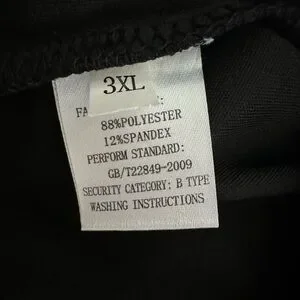 3XL
88%POLYESTER
12%SPANDEX
PERFORM STANDARD:
GB/T22849-2009
SECURITY CATEGORY: B TYPE
WASHING INSTRUCTIONS